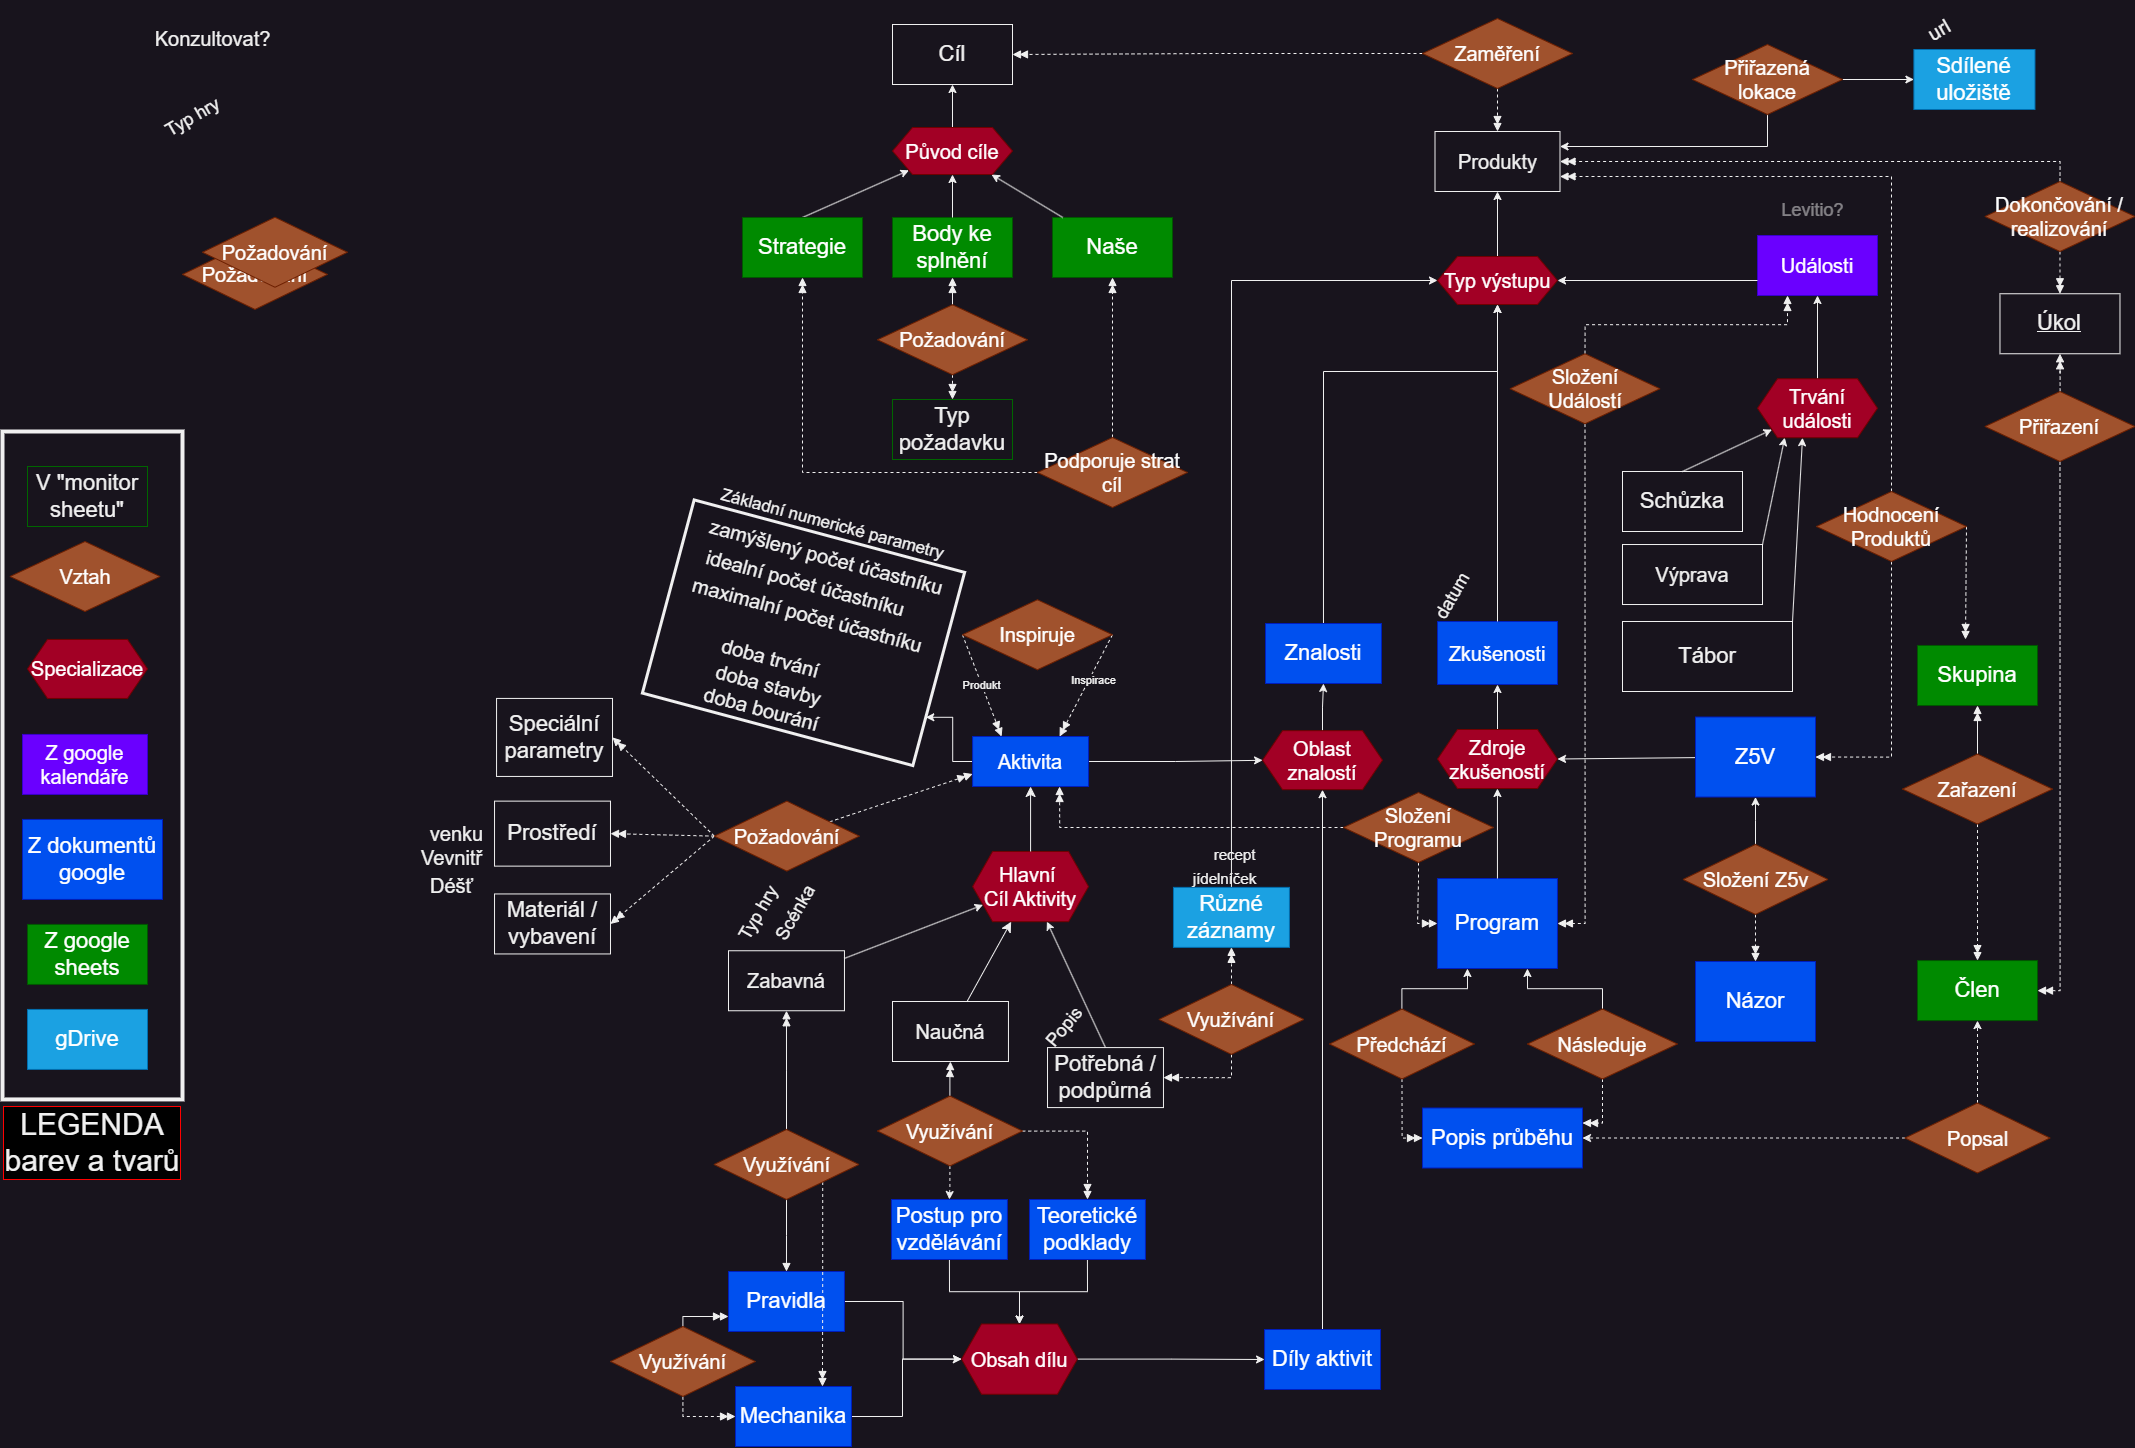 Konzultovat?
Typ hry
Požadování
Požadování
Cíl
Zaměření
Přiřazená
lokace
url
Sdílené
uložiště
Původ cíle
Produkty
Strategie
Body ke
splnění
Naše
Levitio?
Dokončování /
realizování
Typ výstupu
Události
Úkol
Požadování
Typ
požadavku
Složení
Událostí
Trvání
události
Přiřazení
Podporuje strat
cíl
V "monitor
sheetu"
Vztah
Specializace
Z google
kalendáře
Z dokumentů
google
Z google
sheets
gDrive
LEGENDA
barev a tvarů
Základní numerické parametry
zamýšlený počet účastníku
idealní počet účastníku
maximalní počet účastníku
doba trvání
doba stavby
doba bourání
Schůzka
Výprava
Tábor
Hodnocení
Produktů
Inspiruje
Produkt
Inspirace
datum
Znalosti
Zkušenosti
Skupina
Speciální
parametry
Aktivita
Oblast
znalostí
Zdroje
zkušeností
Z5V
Zařazení
venku
Vevnitř
Déšť
Prostředí
Požadování
Složení
Programu
Materiál /
vybavení
Typ hry
Scénka
Hlavní
Cíl Aktivity
recept
jídelníček
Různé
záznamy
Program
Složení Z5v
Zabavná
Naučná
Popis
Potřebná /
podpůrná
Využívání
Předchází
Následuje
Názor
Člen
Využívání
Využívání
Popis průběhu
Popsal
Postup pro
vzdělávání
Teoretické
podklady
Pravidla
Využívání
Mechanika
Obsah dílu
Díly aktivit